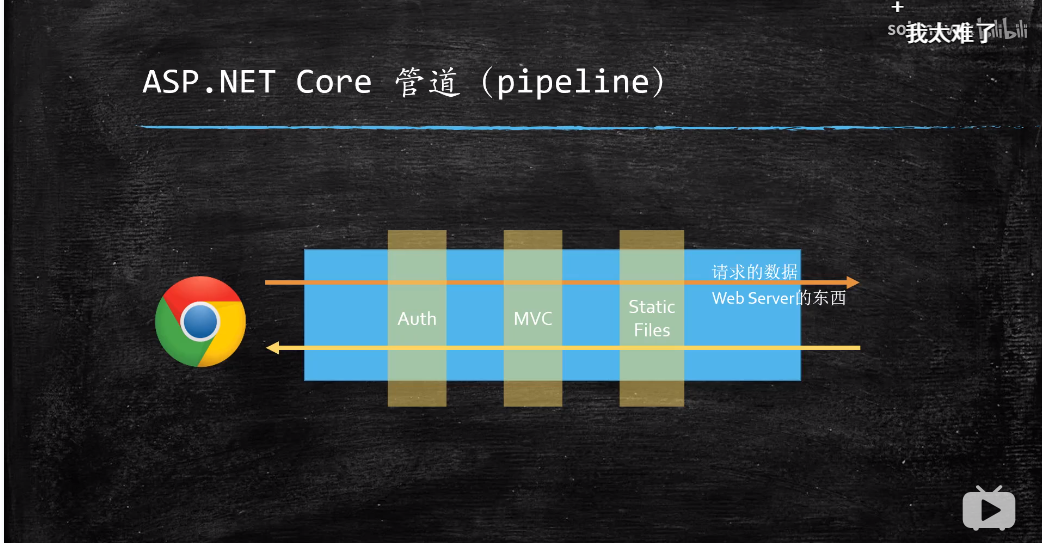 +
我太难了
bilibili
ASP.NET Core 管道（pipeline）
请求的数据
Web Server的东西
Auth
MVC
Static
Files